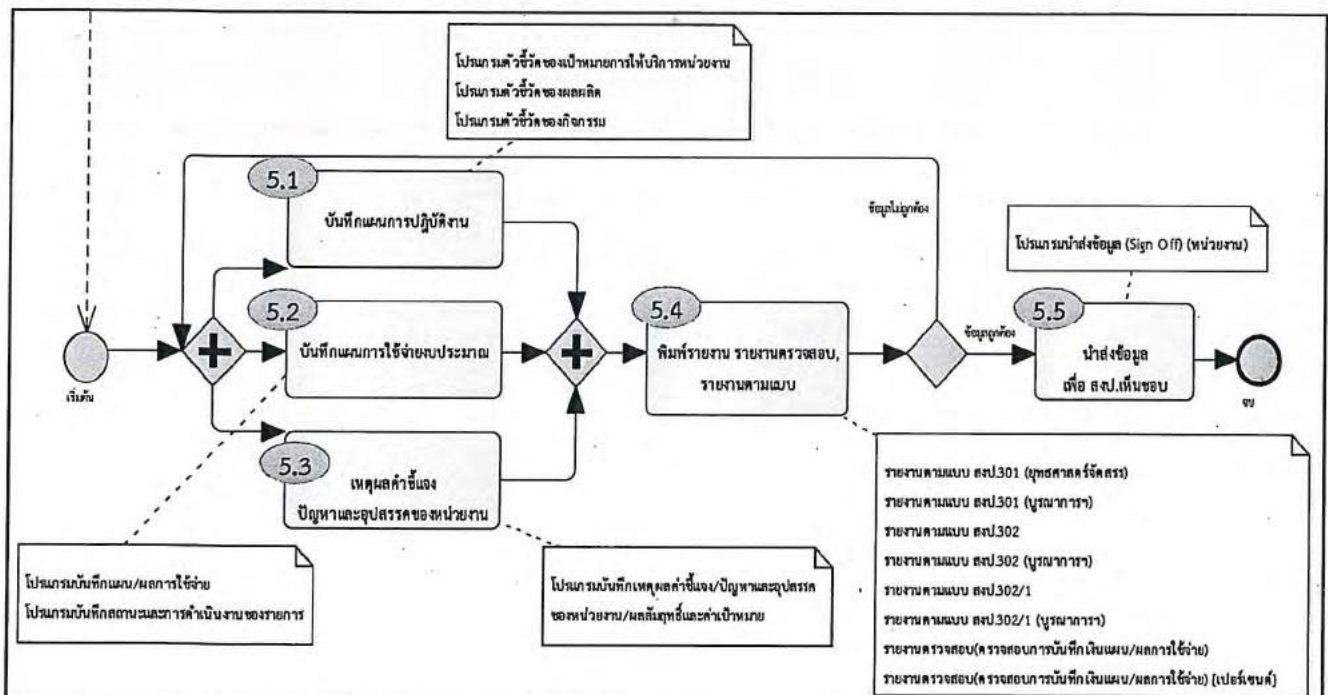 โปรแกรมตัวชี้วัดของเป้าหมายการให้บริการหน่วยงาน
โปรแกรมตัวชี้วัดของผลผลิต
โปรแกรมตัวชี้วัดของกิจกรรม
5.1
บันทึกแผนการปฏิบัติงาน
ข้อมูลไม่ถูกต้อง
โปรแกรมนำส่งข้อมูล (Sign Off) (หน่วยงาน)
5.2
บันทึกแผนการใช้จ่ายงบประมาณ
5.4
พิมพ์รายงาน รายงานตรวจสอบ,
รายงานตามแบบ
ข้อมูลถูกต้อง
5.5
นำส่งข้อมูล
เพื่อ สงป.เห็นชอบ
เริ่มต้น
จบ
5.3
เหตุผลคำชี้แจง
ปัญหาและอุปสรรคของหน่วยงาน
โปรแกรมบันทึกแผน/ผลการใช้จ่าย
โปรแกรมบันทึกสถานะและการดำเนินงานของรายการ
โปรแกรมบันทึกเหตุผลคำชี้แจง/ปัญหาและอุปสรรค
ของหน่วยงาน/ผลสัมฤทธิ์และค่าเป้าหมาย
รายงานตามแบบ สงป.301 (ยุทธศาสตร์จัดสรร)
รายงานตามแบบ สงป.301 (บูรณาการฯ)
รายงานตามแบบ สงป.302
รายงานตามแบบ สงป.302 (บูรณาการฯ)
รายงานตามแบบ สงป.302/1
รายงานตามแบบ สงป.302/1 (บูรณาการฯ)
รายงานตรวจสอบ(ตรวจสอบการบันทึกเงินแผน/ผลการใช้จ่าย)
รายงานตรวจสอบ(ตรวจสอบการบันทึกเงินแผน/ผลการใช้จ่าย) [เปอร์เซนต์]